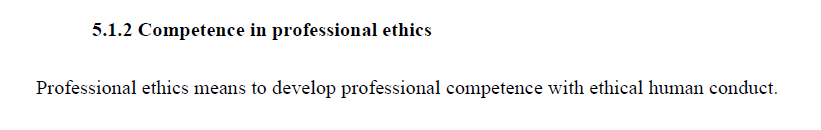 5.1.2 Competence in professional ethics
Professional ethics means to develop professional competence with ethical human conduct.